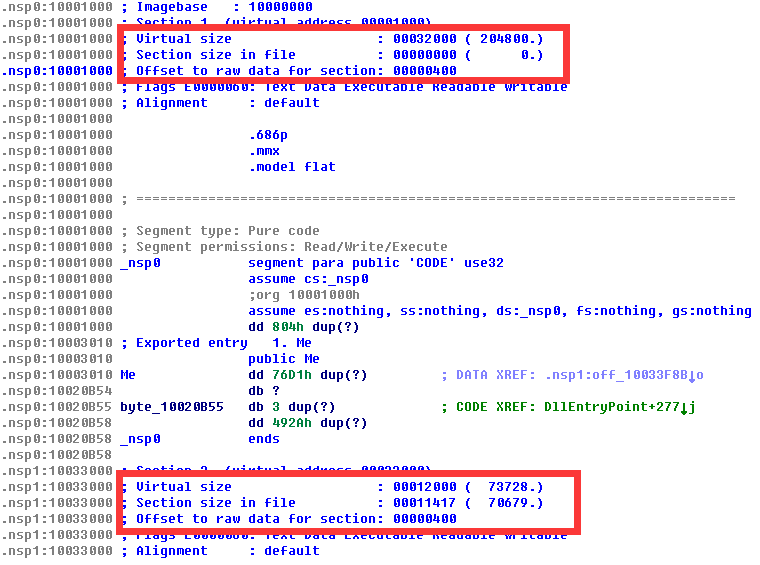 .nsp0:10001000 ; Imagebase   : 10000000
.nsp0:10001000 ; Section 1. (virtual address 00001000)
.nsp0:10001000 ; Virtual size                  : 00032000 ( 204800.)
.nsp0:10001000 ; Section size in file          : 00000000 (      0.)
.nsp0:10001000 ; Offset to raw data for section: 00000400
.nsp0:10001000 ; Flags E0000060: Text Data Executable Readable Writable
.nsp0:10001000 ; Alignment     : default
.nsp0:10001000
.nsp0:10001000                 .686p
.nsp0:10001000                 .mmx
.nsp0:10001000                 .model flat
.nsp0:10001000
.nsp0:10001000 ; ===========================================================================
.nsp0:10001000
.nsp0:10001000 ; Segment type: Pure code
.nsp0:10001000 ; Segment permissions: Read/Write/Execute
.nsp0:10001000 _nsp0           segment para public 'CODE' use32
.nsp0:10001000                 assume cs:_nsp0
.nsp0:10001000                 ;org 10001000h
.nsp0:10001000                 assume es:nothing, ss:nothing, ds:_nsp0, fs:nothing, gs:nothing
.nsp0:10001000                 dd 804h dup(?)
.nsp0:10003010 ; Exported entry   1. Me
.nsp0:10003010                 public Me
.nsp0:10003010 Me              dd 76D1h dup(?)         ; DATA XREF: .nsp1:off_10033F8B↓o
.nsp0:10020B54                 db ?
.nsp0:10020B55 byte_10020B55   db 3 dup(?)             ; CODE XREF: DllEntryPoint+277↓j
.nsp0:10020B58                 dd 492Ah dup(?)
.nsp0:10020B58 _nsp0           ends
.nsp0:10020B58
.nsp1:10033000 ; Section 2. (virtual address 00033000)
.nsp1:10033000 ; Virtual size                  : 00012000 (  73728.)
.nsp1:10033000 ; Section size in file          : 00011417 (  70679.)
.nsp1:10033000 ; Offset to raw data for section: 00000400
.nsp1:10033000 ; Flags E0000060: Text Data Executable Readable Writable
.nsp1:10033000 ; Alignment     : default